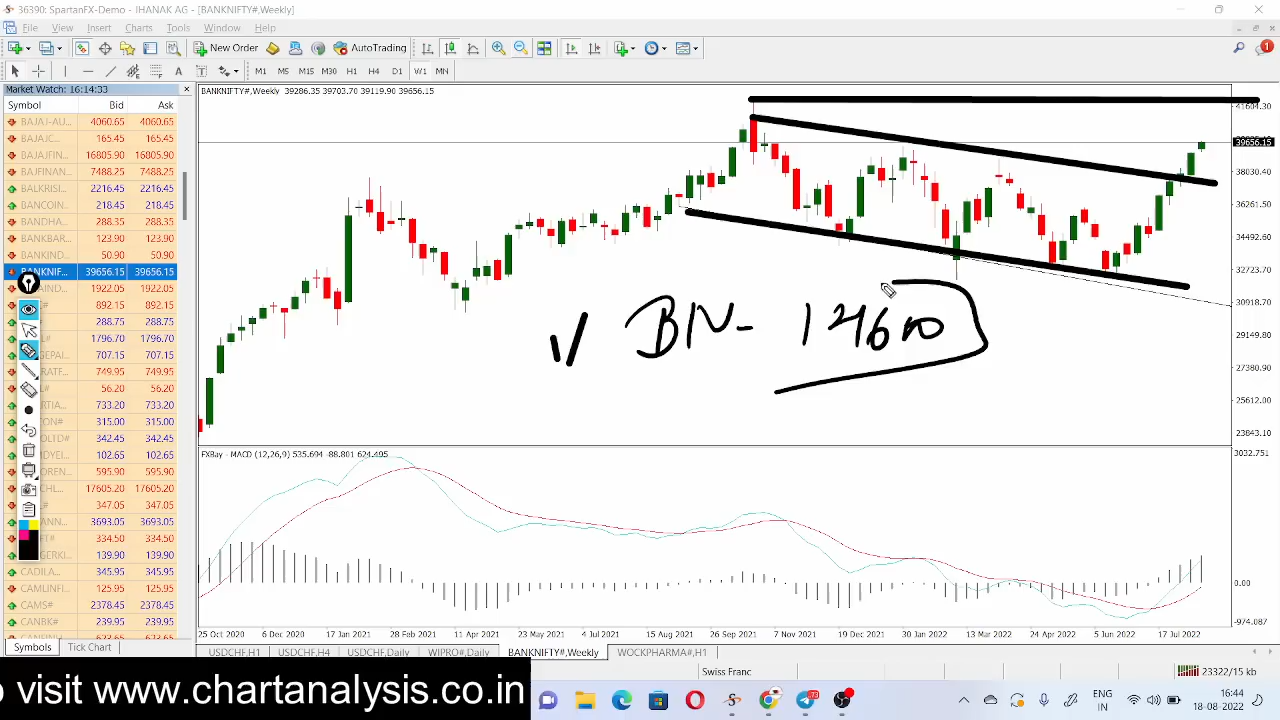 36390: SpartanFX-Demo - IHANAK AG - [BANKNIFTY#,Weekly]
File View Insert Charts Tools Window Help
New Order AutoTrading 1
A T M1 M5 M15 M30 H1 H4 D1 W1 MN
Market Watch: 16:14:33
Symbol Bid Ask
BAJAJ-AU... 4060.65 4060.65
BAJAJC... 165.45 165.45
BAJAJFIN... 16805.90 16805.90
BAJFINAN... 7488.25 7488.25
BALKRISI... 2216.45 2216.45
BANCOIN... 218.45 218.45
BANDHA... 288.35 288.35
BANKBAR... 123.90 123.90
BANKIND... 50.90 50.90
BANKNIF... 39656.15 39656.15
1922.05 1922.05
892.15 892.15
288.75 288.75
1796.70 1796.70
707.15 707.15
749.95 749.95
56.20 56.20
733.20 733.20
315.00 315.00
342.45 342.45
102.65 102.65
595.90 595.90
17605.20 17605.20
347.05 347.05
3693.05 3693.05
334.50 334.50
139.90 139.90
CADILA... 345.95 345.95
CAMLINFI... 125.95 125.95
CAMS# 2378.45 2378.45
CANBK# 239.95 239.95
Symbols Tick Chart
BANKNIFTY#,Weekly 39286.35 39703.70 39119.90 39656.15
41604.30
39656.15
38030.40
36261.50
34492.60
32723.70
30918.70
29149.80
27380.90
25612.00
23843.10
BN-
FXBay - MACD (12,26,9) 535.694 -88.801 624.495
3032.751
0.00
-974.087
25 Oct 2020 6 Dec 2020 17 Jan 2021 28 Feb 2021 11 Apr 2021 23 May 2021 4 Jul 2021 15 Aug 2021 26 Sep 2021 7 Nov 2021 19 Dec 2021 30 Jan 2022 13 Mar 2022 24 Apr 2022 5 Jun 2022 17 Jul 2022
USDCHF,H1 USDCHF,H4 USDCHF,Daily WIPRO#,Daily BANKNIFTY#,Weekly WOCKPHARMA#,H1
Swiss Franc 23322/15 kb
visit www.chartanalysis.co.in
ENG
IN
16:44
18-08-2022